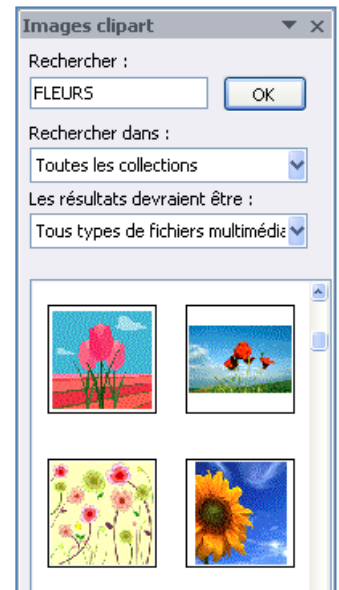 Images clipart
Rechercher :
FLEURS
OK
Rechercher dans :
Toutes les collections
Les résultats devraient être :
Tous types de fichiers multimédia